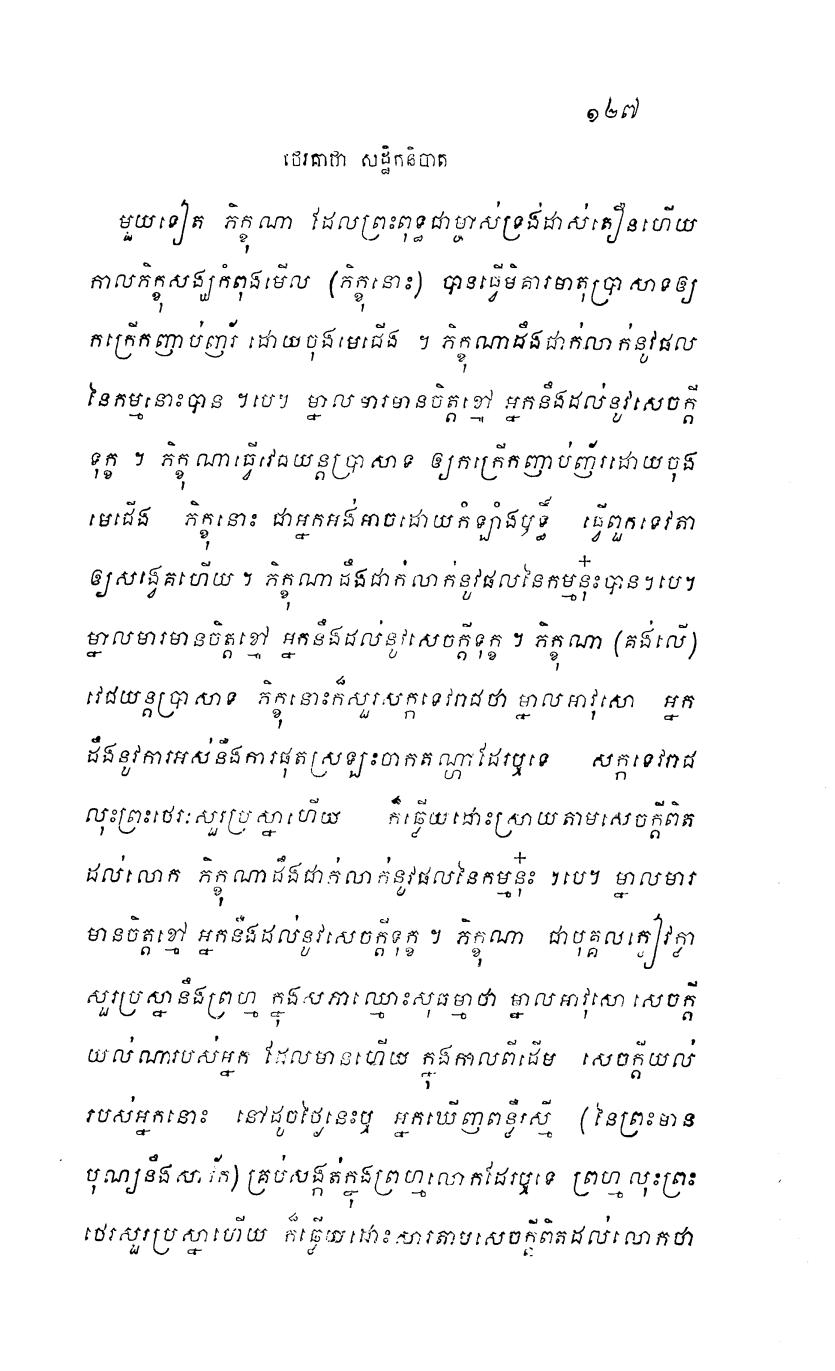 ១២៧
ថេរគាថា សដ្ឋិកនិបាត
មួយទៀត ភិក្ខុណា ដែលព្រះពុទ្ធជាម្ចាស់ទ្រង់ដាស់តឿនហើយ
កាលភិក្ខុសង្ឃកំពុងមើល (ភិក្ខុនោះ) បានធ្វើមិគារមាតុប្រាសាទឲ្យ
កក្រើកញាប់ញ័រ ដោយចុងមេជើង ។ ភិក្ខុណាដឹងជាក់លាក់នូវផល
នៃកម្មនោះបាន ។បេ។ ម្នាលមារមានចិត្តខ្មៅ អ្នកនឹងដល់នូវសេចក្តី
ទុក្ខ ។ ភិក្ខុណាធ្វើវេជយន្តប្រាសាទ ឲ្យកក្រើកញាប់ញ័រដោយចុង
មេជើង ភិក្ខុនោះ ជាអ្នកអង់អាចដោយកំឡាំងឫទ្ធិ៍ ធ្វើពួកទេវតា
ឲ្យសង្វេគហើយ ។ ភិក្ខុណាដឹងជាក់លាក់នូវផលនៃកម្មនុ៎ះបាន។បេ។
ម្នាលមារមានចិត្តខ្មៅ អ្នកនឹងដល់នូវសេចក្តីទុក្ខ ។ ភិក្ខុណា (គង់លើ)
វេជយន្តប្រាសាទ ភិក្ខុនោះក៏សួរសក្កទេវរាជថា ម្នាលអាវុសោ អ្នក
ដឹងនូវការអស់នឹងការផុតស្រឡះចាកតណ្ហាដែរឬទេ សក្កទេវរាជ
លុះព្រះថេរៈសួរប្រស្នាហើយ ក៏ឆ្លើយដោះស្រាយតាមសេចក្តីពិត
ដល់លោក ភិក្ខុណាដឹងជាក់លាក់នូវផលនៃកម្មនុ៎ះ ។បេ។ ម្នាលមារ
មានចិត្តខ្មៅ អ្នកនឹងដល់នូវសេចក្តីទុក្ខ ។ ភិក្ខុណា ជាបុគ្គលក្លៀវក្លា
សួរប្រស្នានឹងព្រហ្ម ក្នុងសភាឈ្មោះសុធម្មាថា ម្នាលអាវុសោ សេចក្តី
យល់ណារបស់អ្នក ដែលមានហើយ ក្នុងកាលពីដើម សេចក្តីយល់
របស់អ្នកនោះ នៅដូចថ្ងៃនេះឬ អ្នកឃើញពន្លឺរស្មី (នៃព្រះមាន
បុណ្យនឹងសាវ័ក) គ្រប់សង្កត់ក្នុងព្រហ្មលោកដែរឬទេ ព្រហ្មលុះព្រះ
ថេរសួរប្រស្នាហើយ ក៏ឆ្លើយដោះសារតាមសេចក្តីពិតដល់លោកថា